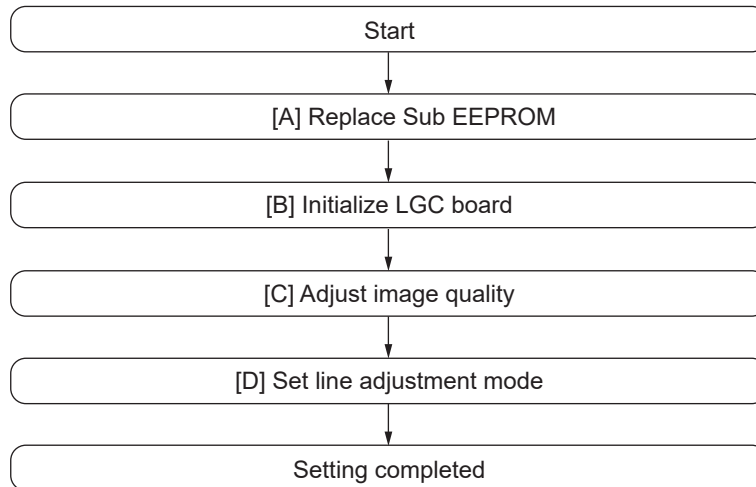 Start
[A] Replace Sub EEPROM
[B] Initialize LGC board
[C] Adjust image quality
[D] Set line adjustment mode
Setting completed